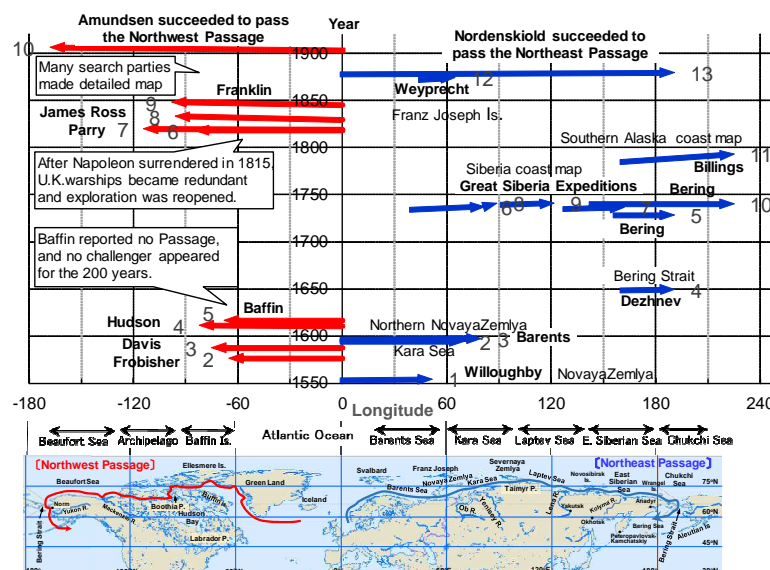 Amundsen succeeded to pass
the Northwest Passage
Year
Nordenskiold succeeded to
pass the Northeast Passage
10
1900
Many search parties
made detailed map
12
13
Weyprecht
Franklin
9
1850
James Ross
8
Franz Joseph Is.
Parry
7
6
Southern Alaska coast map
1800
11
After Napoleon surrendered in 1815,
U.K.warships became redundant
and exploration was reopened.
Siberia coast map
Billings
Great Siberia Expeditions
Bering
1750
6
8
9
7
10
5
Bering
Baffin reported no Passage,
and no challenger appeared
for the 200 years.
1700
Bering Strait
1650
4
Dezhnev
5
Baffin
Hudson
4
1600
Northern NovayaZemlya
Davis
3
Kara Sea
2
3
Barents
Frobisher
2
1550
1
Willoughby
NovayaZemlya
-180
-120
-60
0
60
120
180
240
Longitude
Beaufort Sea
Archipelago
Baffin Is.
Atlantic Ocean
Barents Sea
Kara Sea
Laptev Sea
E. Siberian Sea
Chukchi Sea
〔Northwest Passage〕
〔Northeast Passage〕
Ellesmere Is.
Beaufort Sea
Green Land
Svalbard
Franz Joseph
Severnaya
Zemlya
Novaya Zemlya
Kara Sea
Barents Sea
Laptev Sea
Novosibirsk
Is.
East
Siberian
Sea
Wrangel
Is.
Chukchi
Sea
75°N
Iceland
Baffin Is.
Norm
Yukon R.
Mackenzie R.
Boothia P.
Hudson
Bay
Labrador P.
Taimyr P.
Ob R.
Yenisey R.
Lena R.
Yakutsk
Kolyma R.
Anadyr
60°N
Okhotsk
Bering Sea
Aleutian Is
Peteropavlovsk-
Kamchatskiy
Bering Strait
Bering Strait
45°N